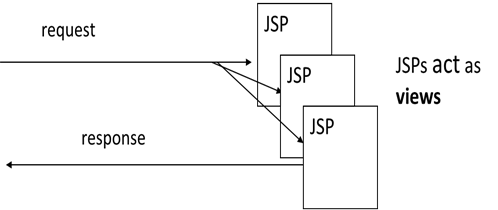 request
JSP
JSP
JSPs act as
views
JSP
response